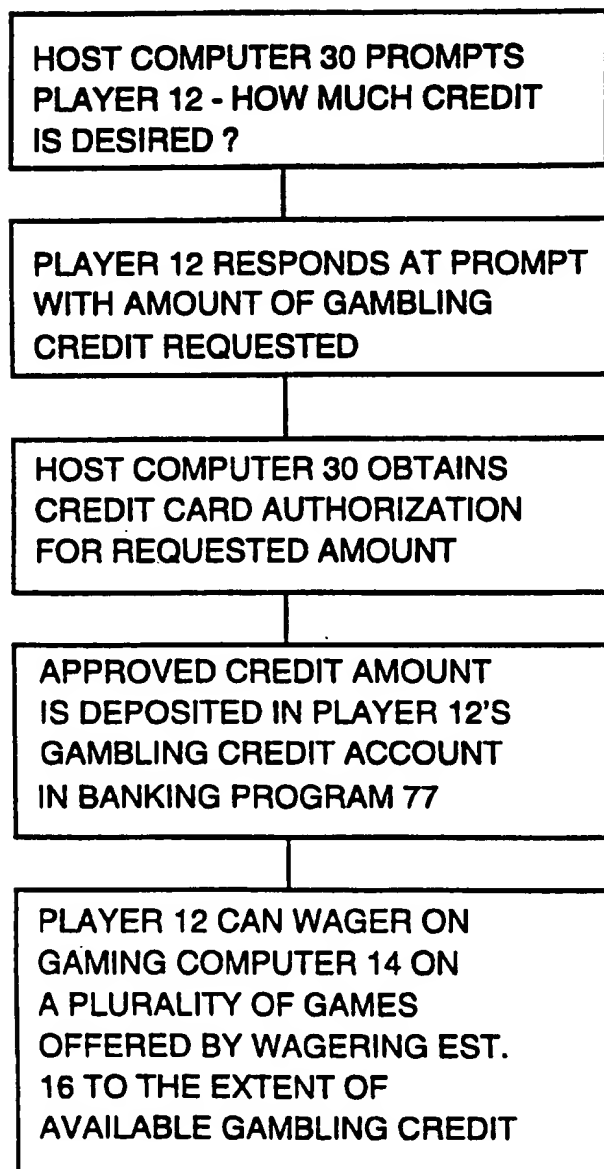 HOST COMPUTER 30 PROMPTS
PLAYER 12 - HOW MUCH CREDIT
IS DESIRED ?
PLAYER 12 RESPONDS AT PROMPT
WITH AMOUNT OF GAMBLING
CREDIT REQUESTED
HOST COMPUTER 30 OBTAINS
CREDIT CARD AUTHORIZATION
FOR REQUESTED AMOUNT
APPROVED CREDIT AMOUNT
IS DEPOSITED IN PLAYER 12'S
GAMBLING CREDIT ACCOUNT
IN BANKING PROGRAM 77
PLAYER 12 CAN WAGER ON
GAMING COMPUTER 14 ON
A PLURALITY OF GAMES
OFFERED BY WAGERING EST.
16 TO THE EXTENT OF
AVAILABLE GAMBLING CREDIT